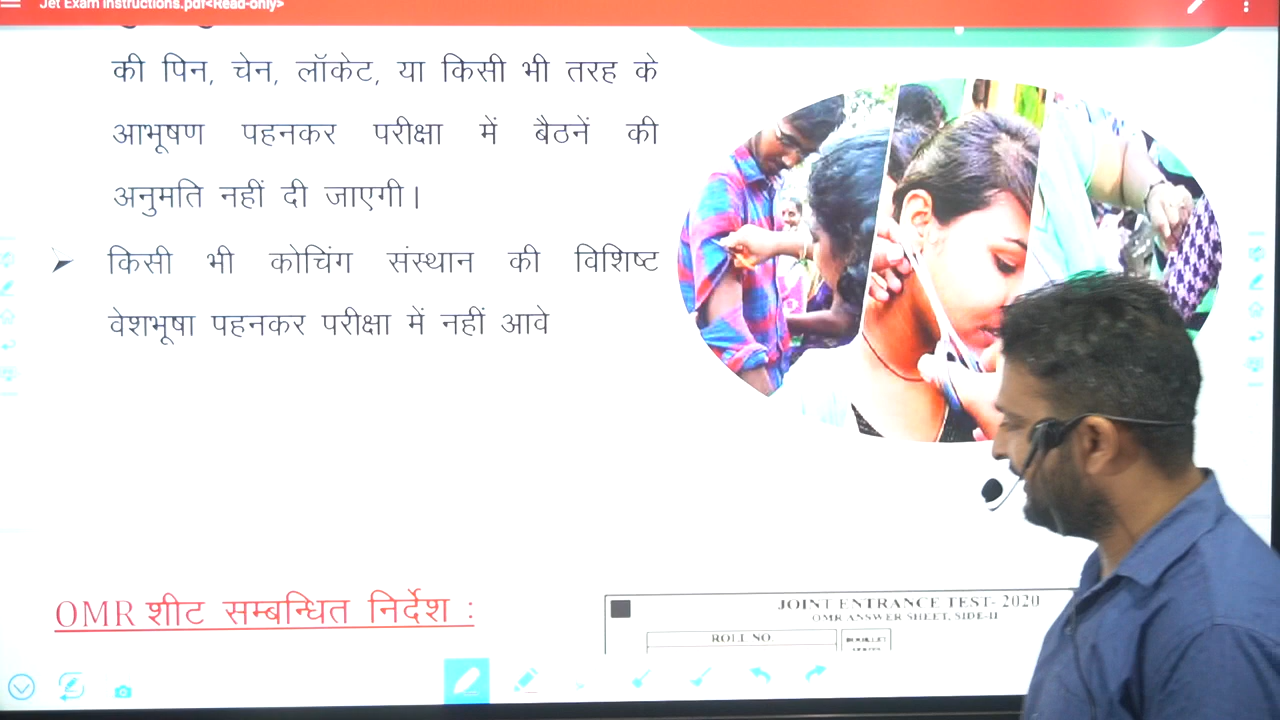 Jet Exam Instructions.pdf<Read-only>
की पिन, चेन, लॉकेट, या किसी भी तरह के
आभूषण पहनकर परीक्षा में बैठनें की
अनुमति नहीं दी जाएगी।
किसी भी कोचिंग संस्थान की विशिष्ट
वेशभूषा पहनकर परीक्षा में नहीं आवे
OMR शीट सम्बन्धित निर्देश :
JOINT ENTRANCE TEST- 2020
OMR ANSWER SHEET, SIDE-II
ROLL NO.